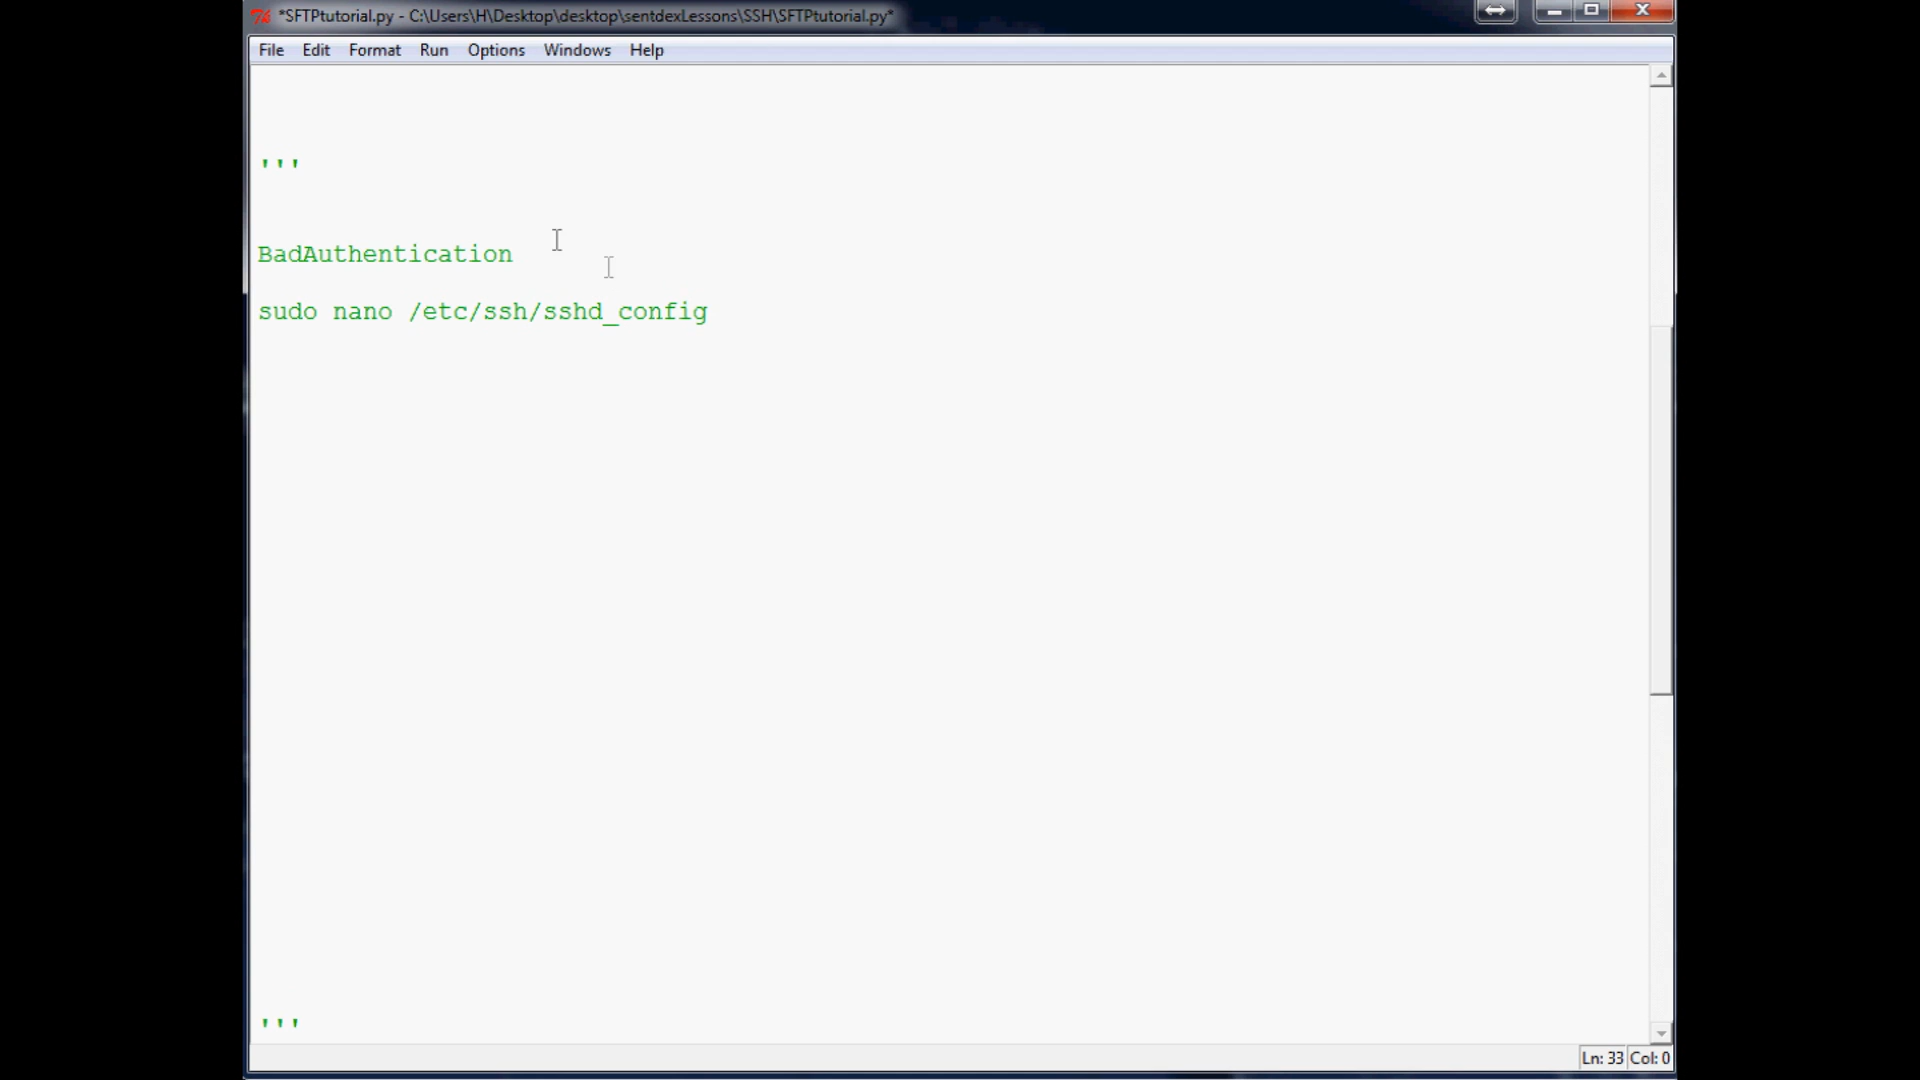 *SFTPtutorial.py - C:\Users\H\Desktop\desktop\sentdexLessons\SSH\SFTPtutorial.py*
File Edit Format Run Options Windows Help
'''
BadAuthentication
sudo nano /etc/ssh/sshd_config
'''
Ln: 33 Col: 0